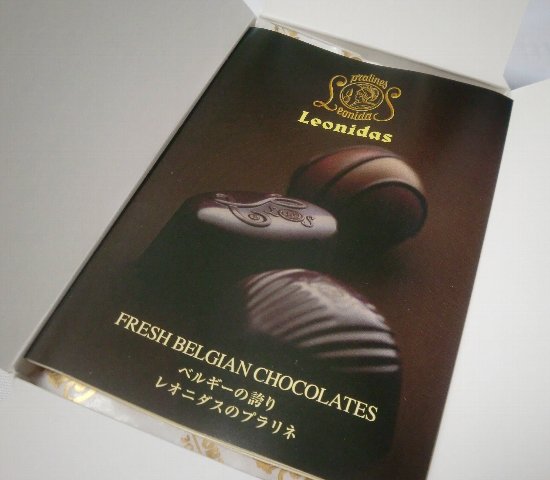 pralines
Leonidas
Leonidas
FRESH BELGIAN CHOCOLATES
ベルギーの誇り
レオニダスのプラリネ